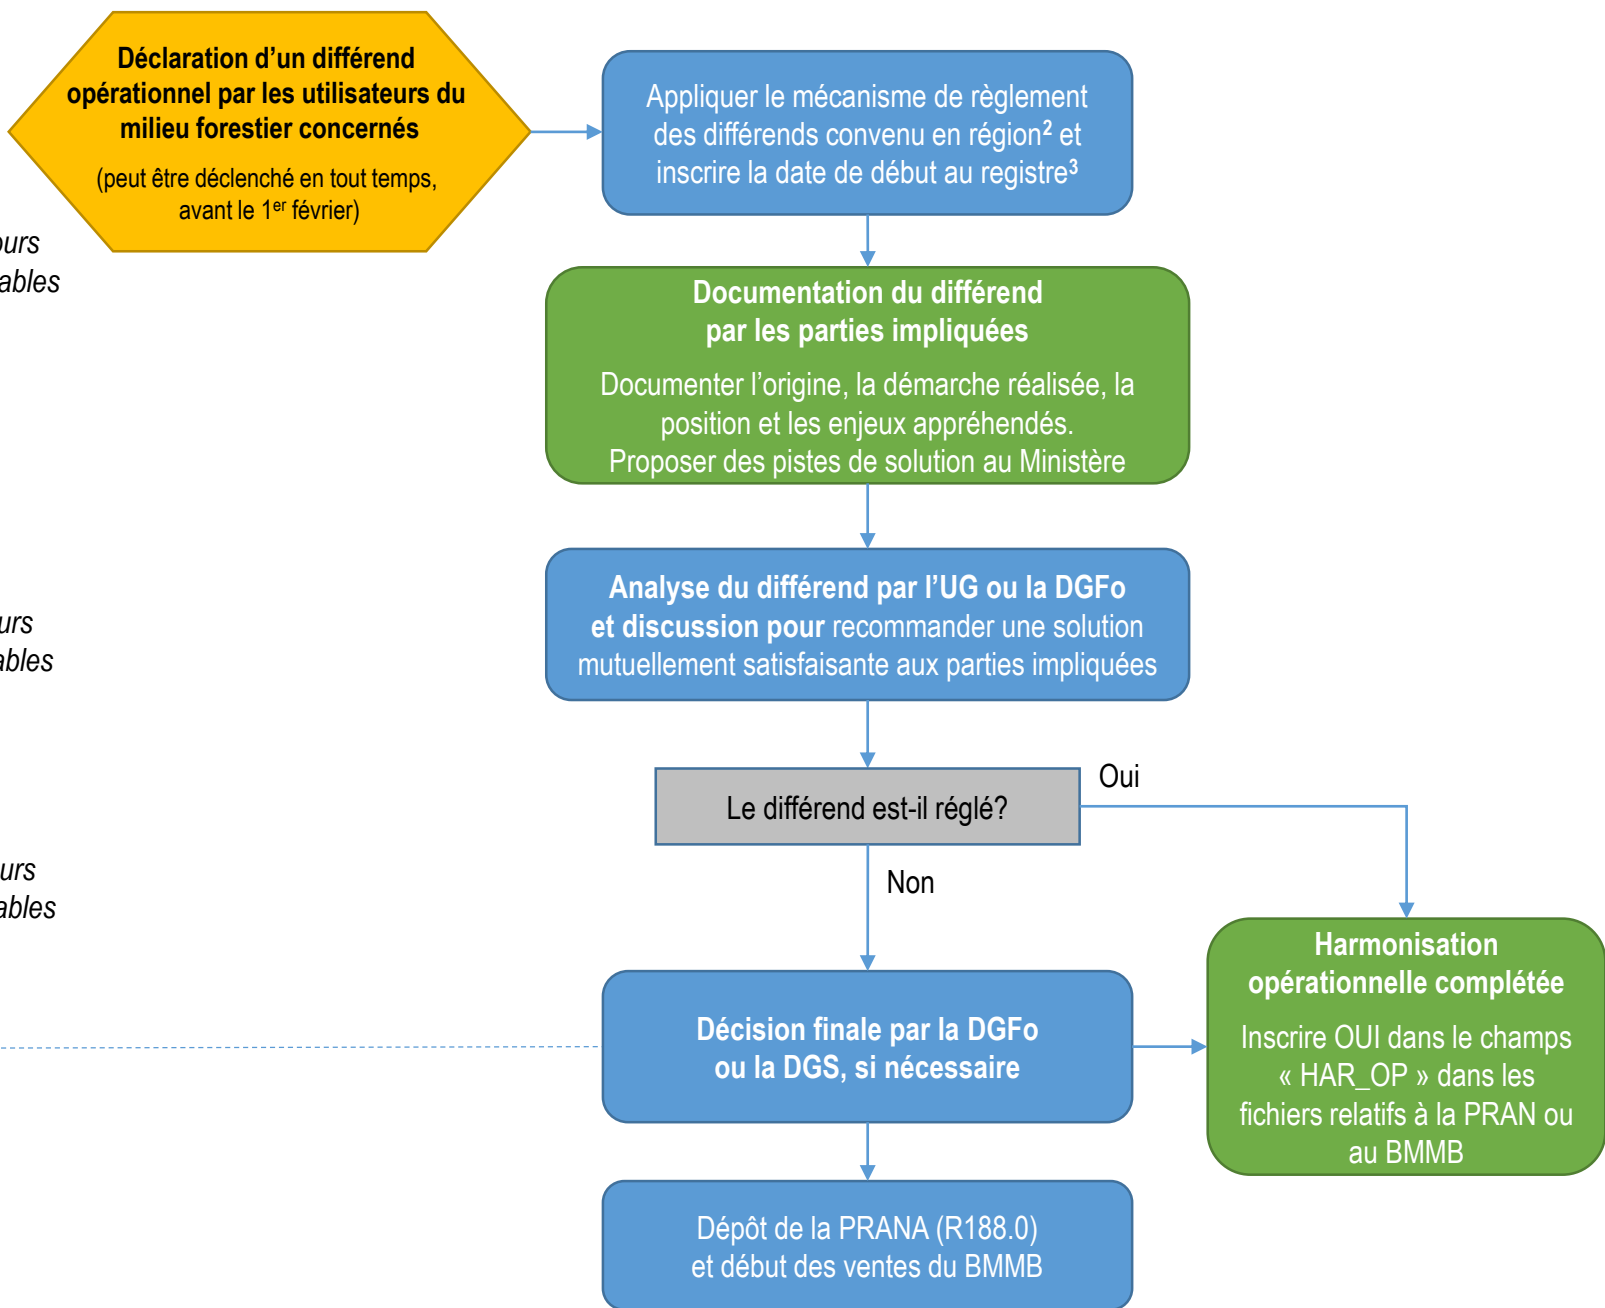 Déclaration d’un différend
opérationnel par les utilisateurs du
milieu forestier concernés
(peut être déclenché en tout temps,
avant le 1er février)
Appliquer le mécanisme de règlement
des différends convenu en région2 et
inscrire la date de début au registre3
Documentation du différend
par les parties impliquées
Documenter l’origine, la démarche réalisée, la
position et les enjeux appréhendés.
Proposer des pistes de solution au Ministère
Analyse du différend par l’UG ou la DGFo
et discussion pour recommander une solution
mutuellement satisfaisante aux parties impliquées
Le différend est-il réglé?
Oui
Non
Harmonisation
opérationnelle complétée
Inscrire OUI dans le champs
« HAR_OP » dans les
fichiers relatifs à la PRAN ou
au BMMB
Décision finale par la DGFo
ou la DGS, si nécessaire
Dépôt de la PRANA (R188.0)
et début des ventes du BMMB